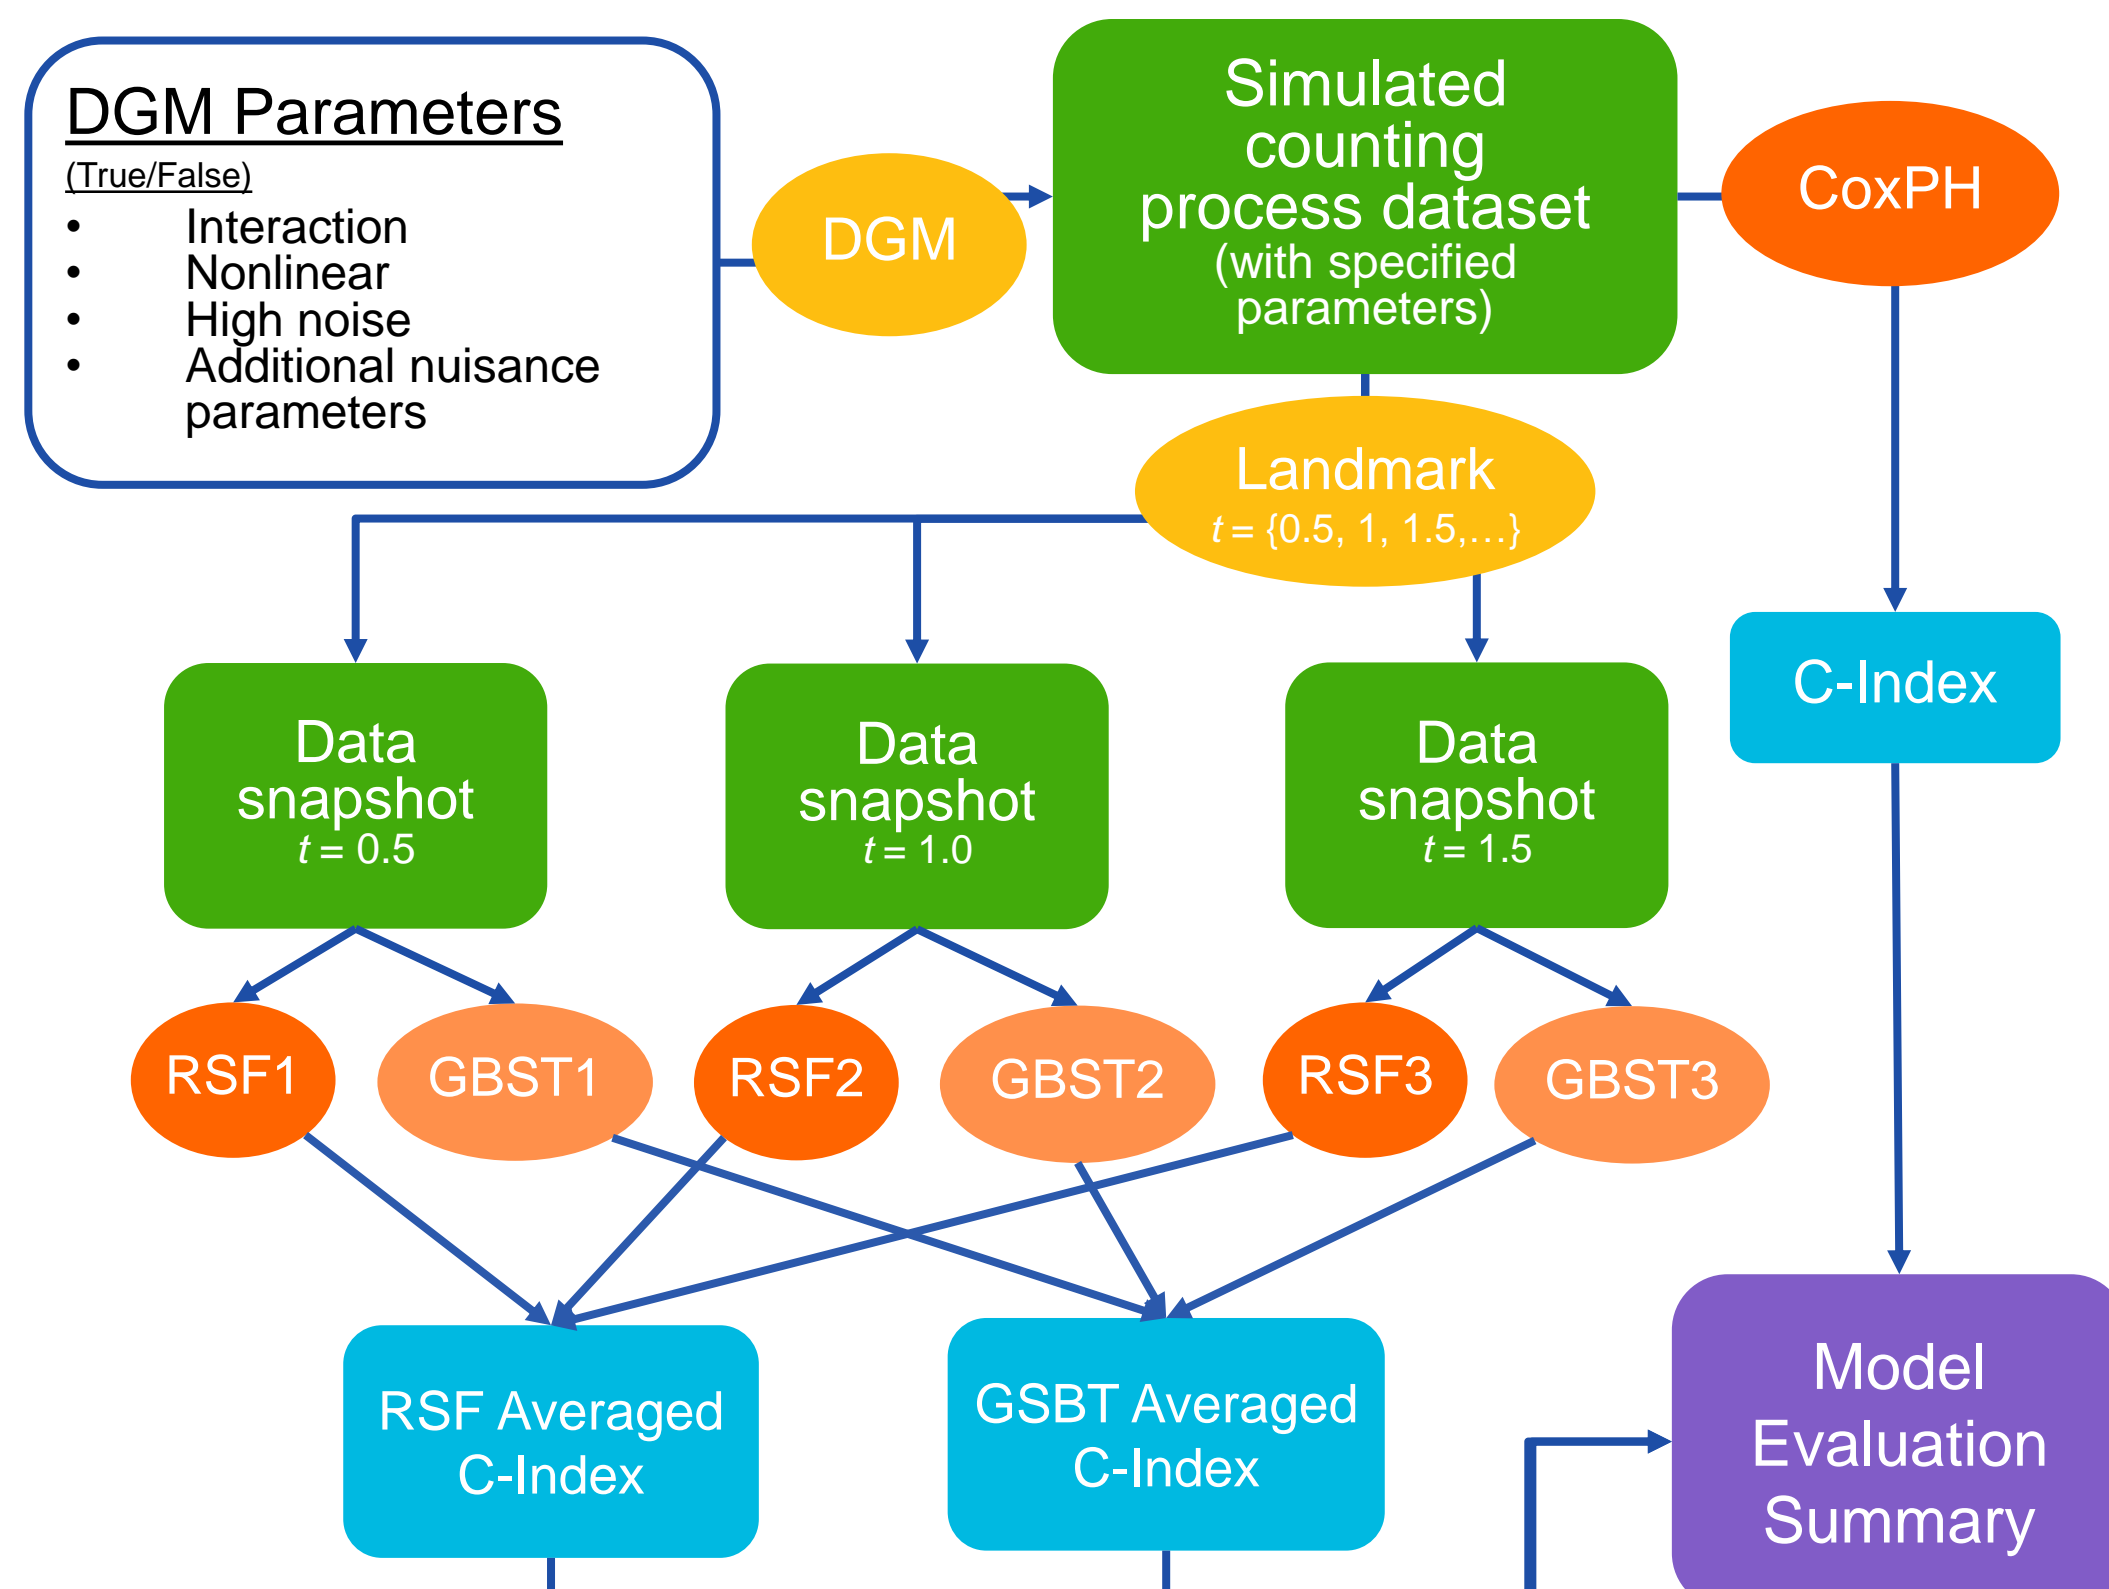 DGM Parameters
(True/False)
• Interaction
• Nonlinear
• High noise
• Additional nuisance
parameters
DGM
Simulated
counting
process dataset
(with specified
parameters)
CoxPH
Landmark
t = {0.5, 1, 1.5,…}
C-Index
Data
snapshot
t = 0.5
Data
snapshot
t = 1.0
Data
snapshot
t = 1.5
RSF1
GBST1
RSF2
GBST2
RSF3
GBST3
RSF Averaged
C-Index
GSBT Averaged
C-Index
Model
Evaluation
Summary